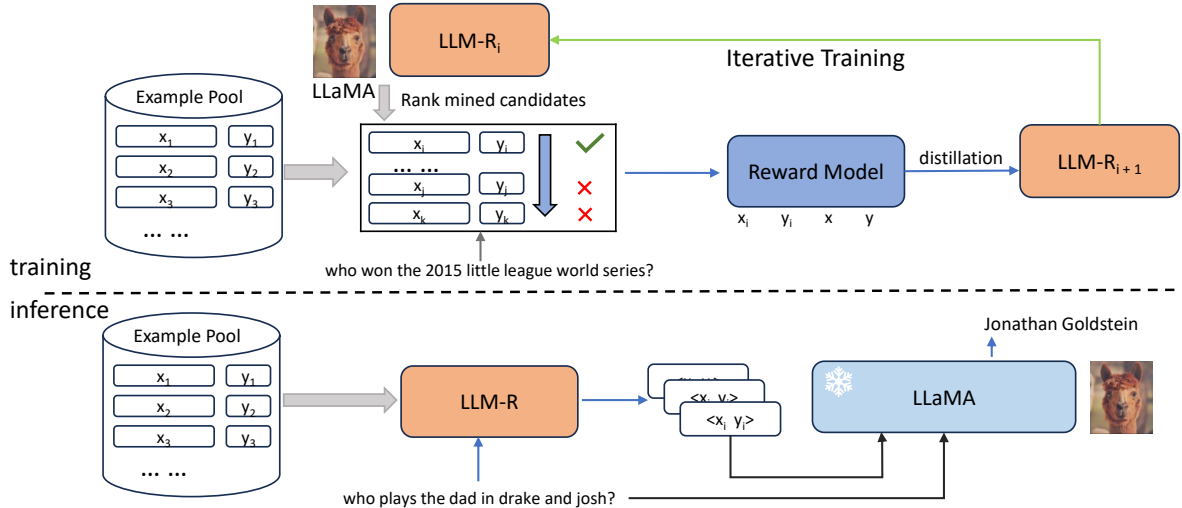 LLM-Rᵢ
Iterative Training
LLaMA
Rank mined candidates
Example Pool
x₁ y₁
x₂ y₂
x₃ y₃
... ...
xᵢ yᵢ
... ...
xⱼ yⱼ
xₖ yₖ
Reward Model
xᵢ yᵢ x y
distillation
LLM-Rᵢ₊₁
who won the 2015 little league world series?
training
inference
Example Pool
x₁ y₁
x₂ y₂
x₃ y₃
... ...
LLM-R
<xᵢ yᵢ>
<xᵢ yᵢ>
Jonathan Goldstein
LLaMA
who plays the dad in drake and josh?